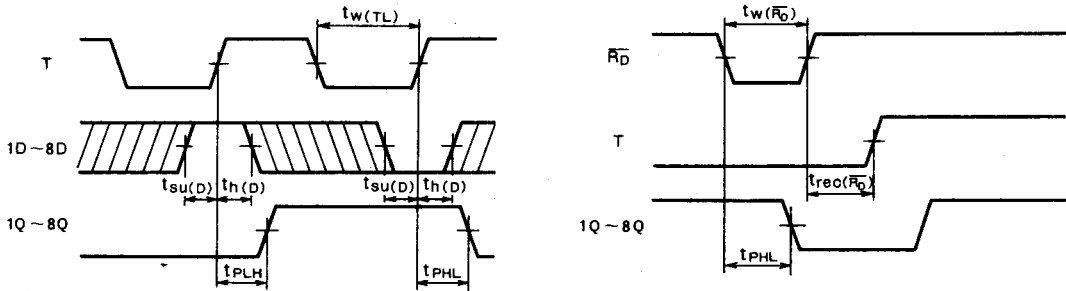 tw(TL)
T
1D~8D
tsu(D) th(D) tsu(D) th(D)
1Q~8Q
tPLH tPHL
tw(R̅D̅)
R̅D̅
T
trec(R̅D̅)
1Q~8Q
tPHL